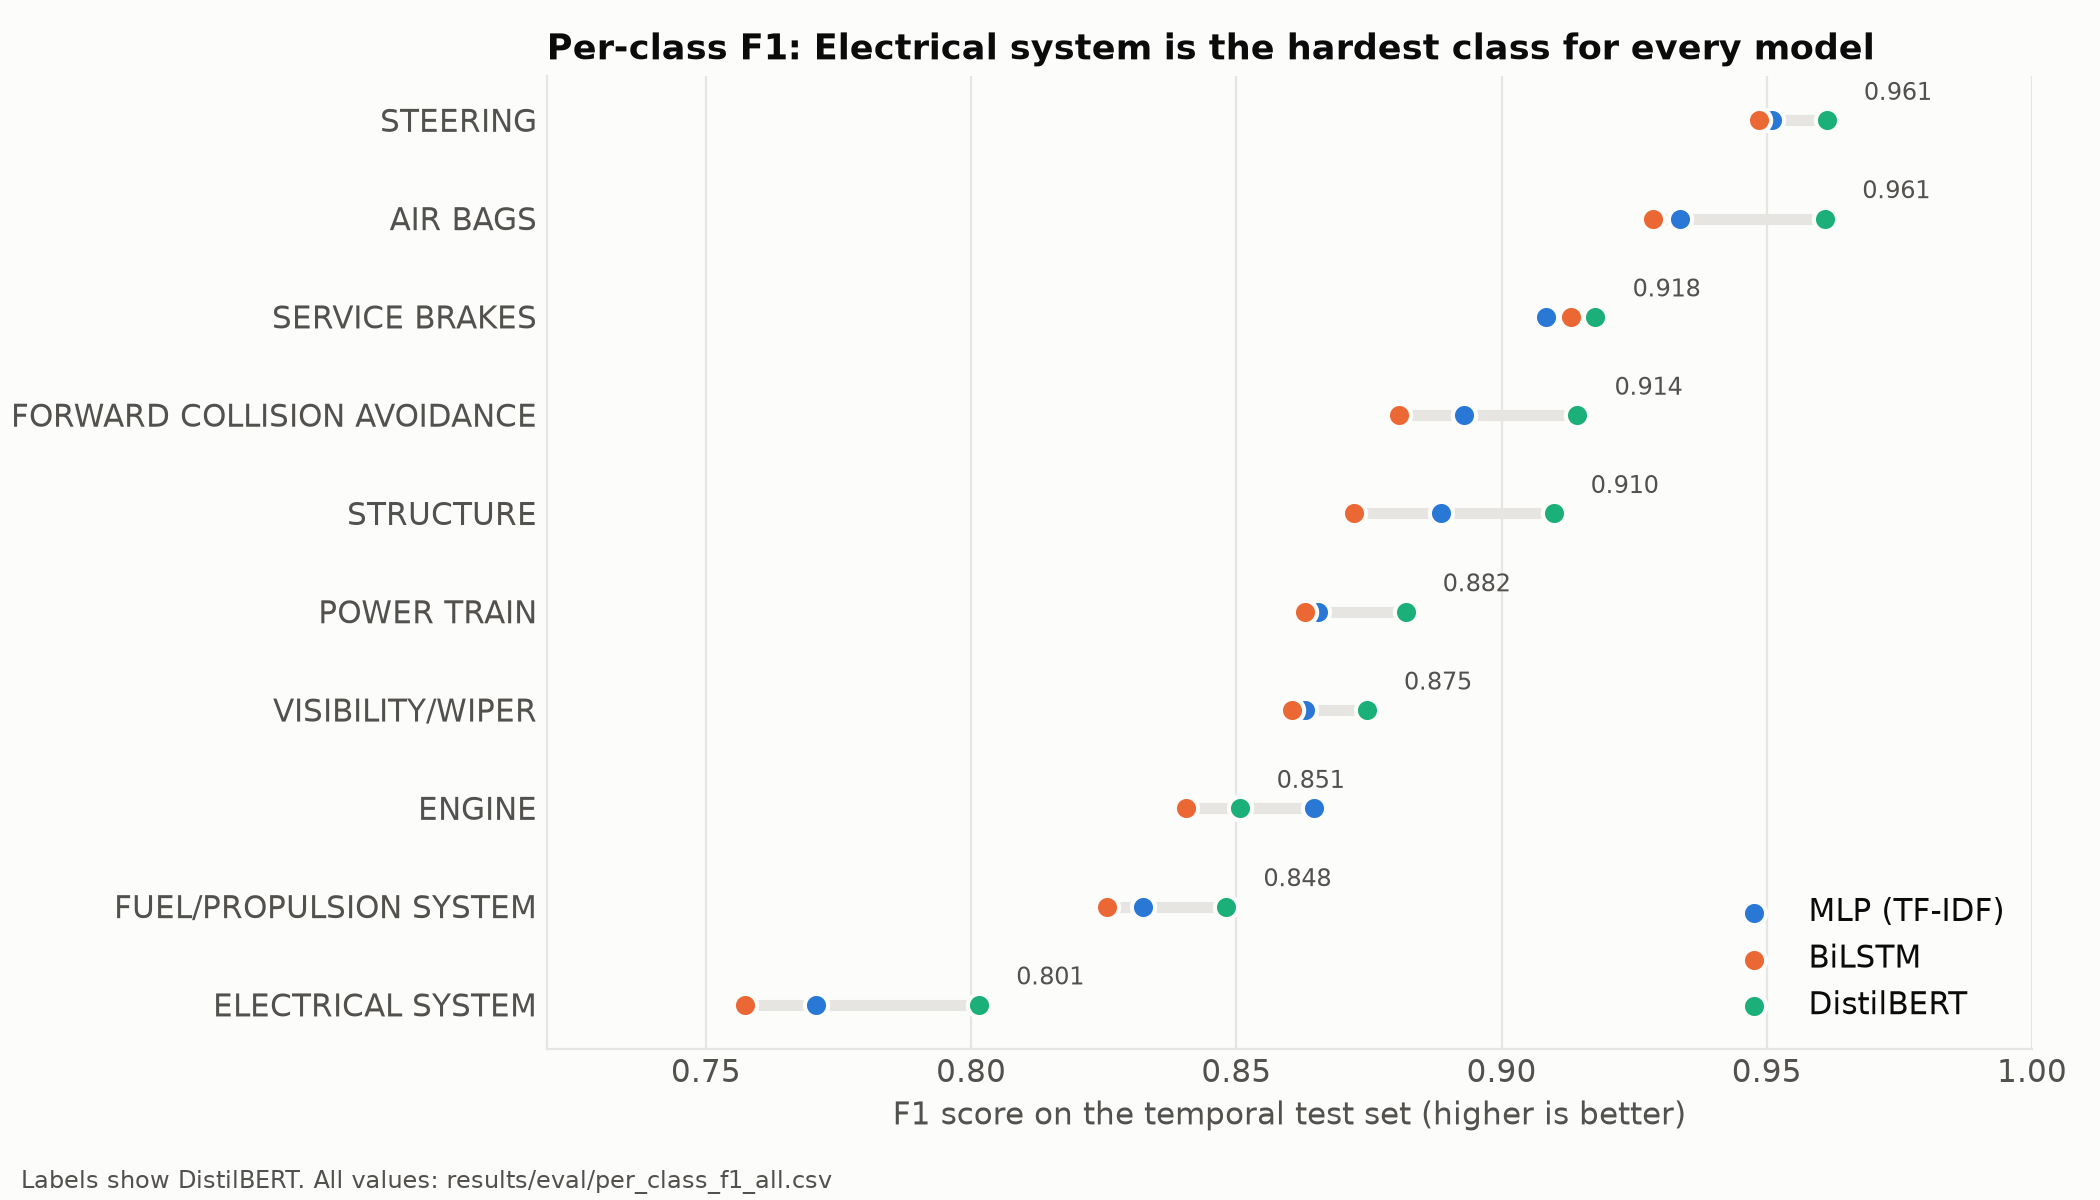 Per-class F1: Electrical system is the hardest class for every model
STEERING
0.961
AIR BAGS
0.961
SERVICE BRAKES
0.918
FORWARD COLLISION AVOIDANCE
0.914
STRUCTURE
0.910
POWER TRAIN
0.882
VISIBILITY/WIPER
0.875
ENGINE
0.851
FUEL/PROPULSION SYSTEM
0.848
ELECTRICAL SYSTEM
0.801
MLP (TF-IDF)
BiLSTM
DistilBERT
0.75 0.80 0.85 0.90 0.95 1.00
F1 score on the temporal test set (higher is better)
Labels show DistilBERT. All values: results/eval/per_class_f1_all.csv